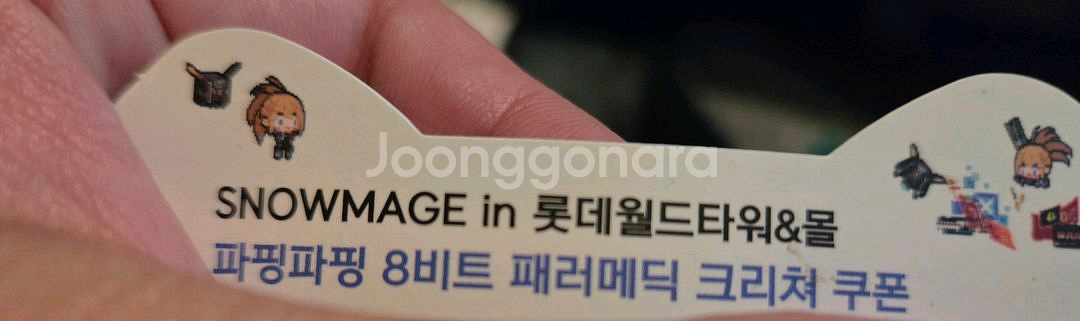 Joonggonara
SNOWMAGE in 롯데월드타워&몰
파핑파핑 8비트 패러메딕 크리쳐 쿠폰